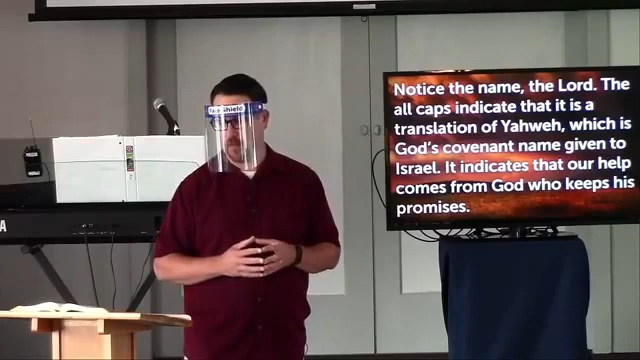 Notice the name, the Lord. The
all caps indicate that it is a
translation of Yahweh, which is
God's covenant name given to
Israel. It indicates that our help
comes from God who keeps his
promises.
Face Shield